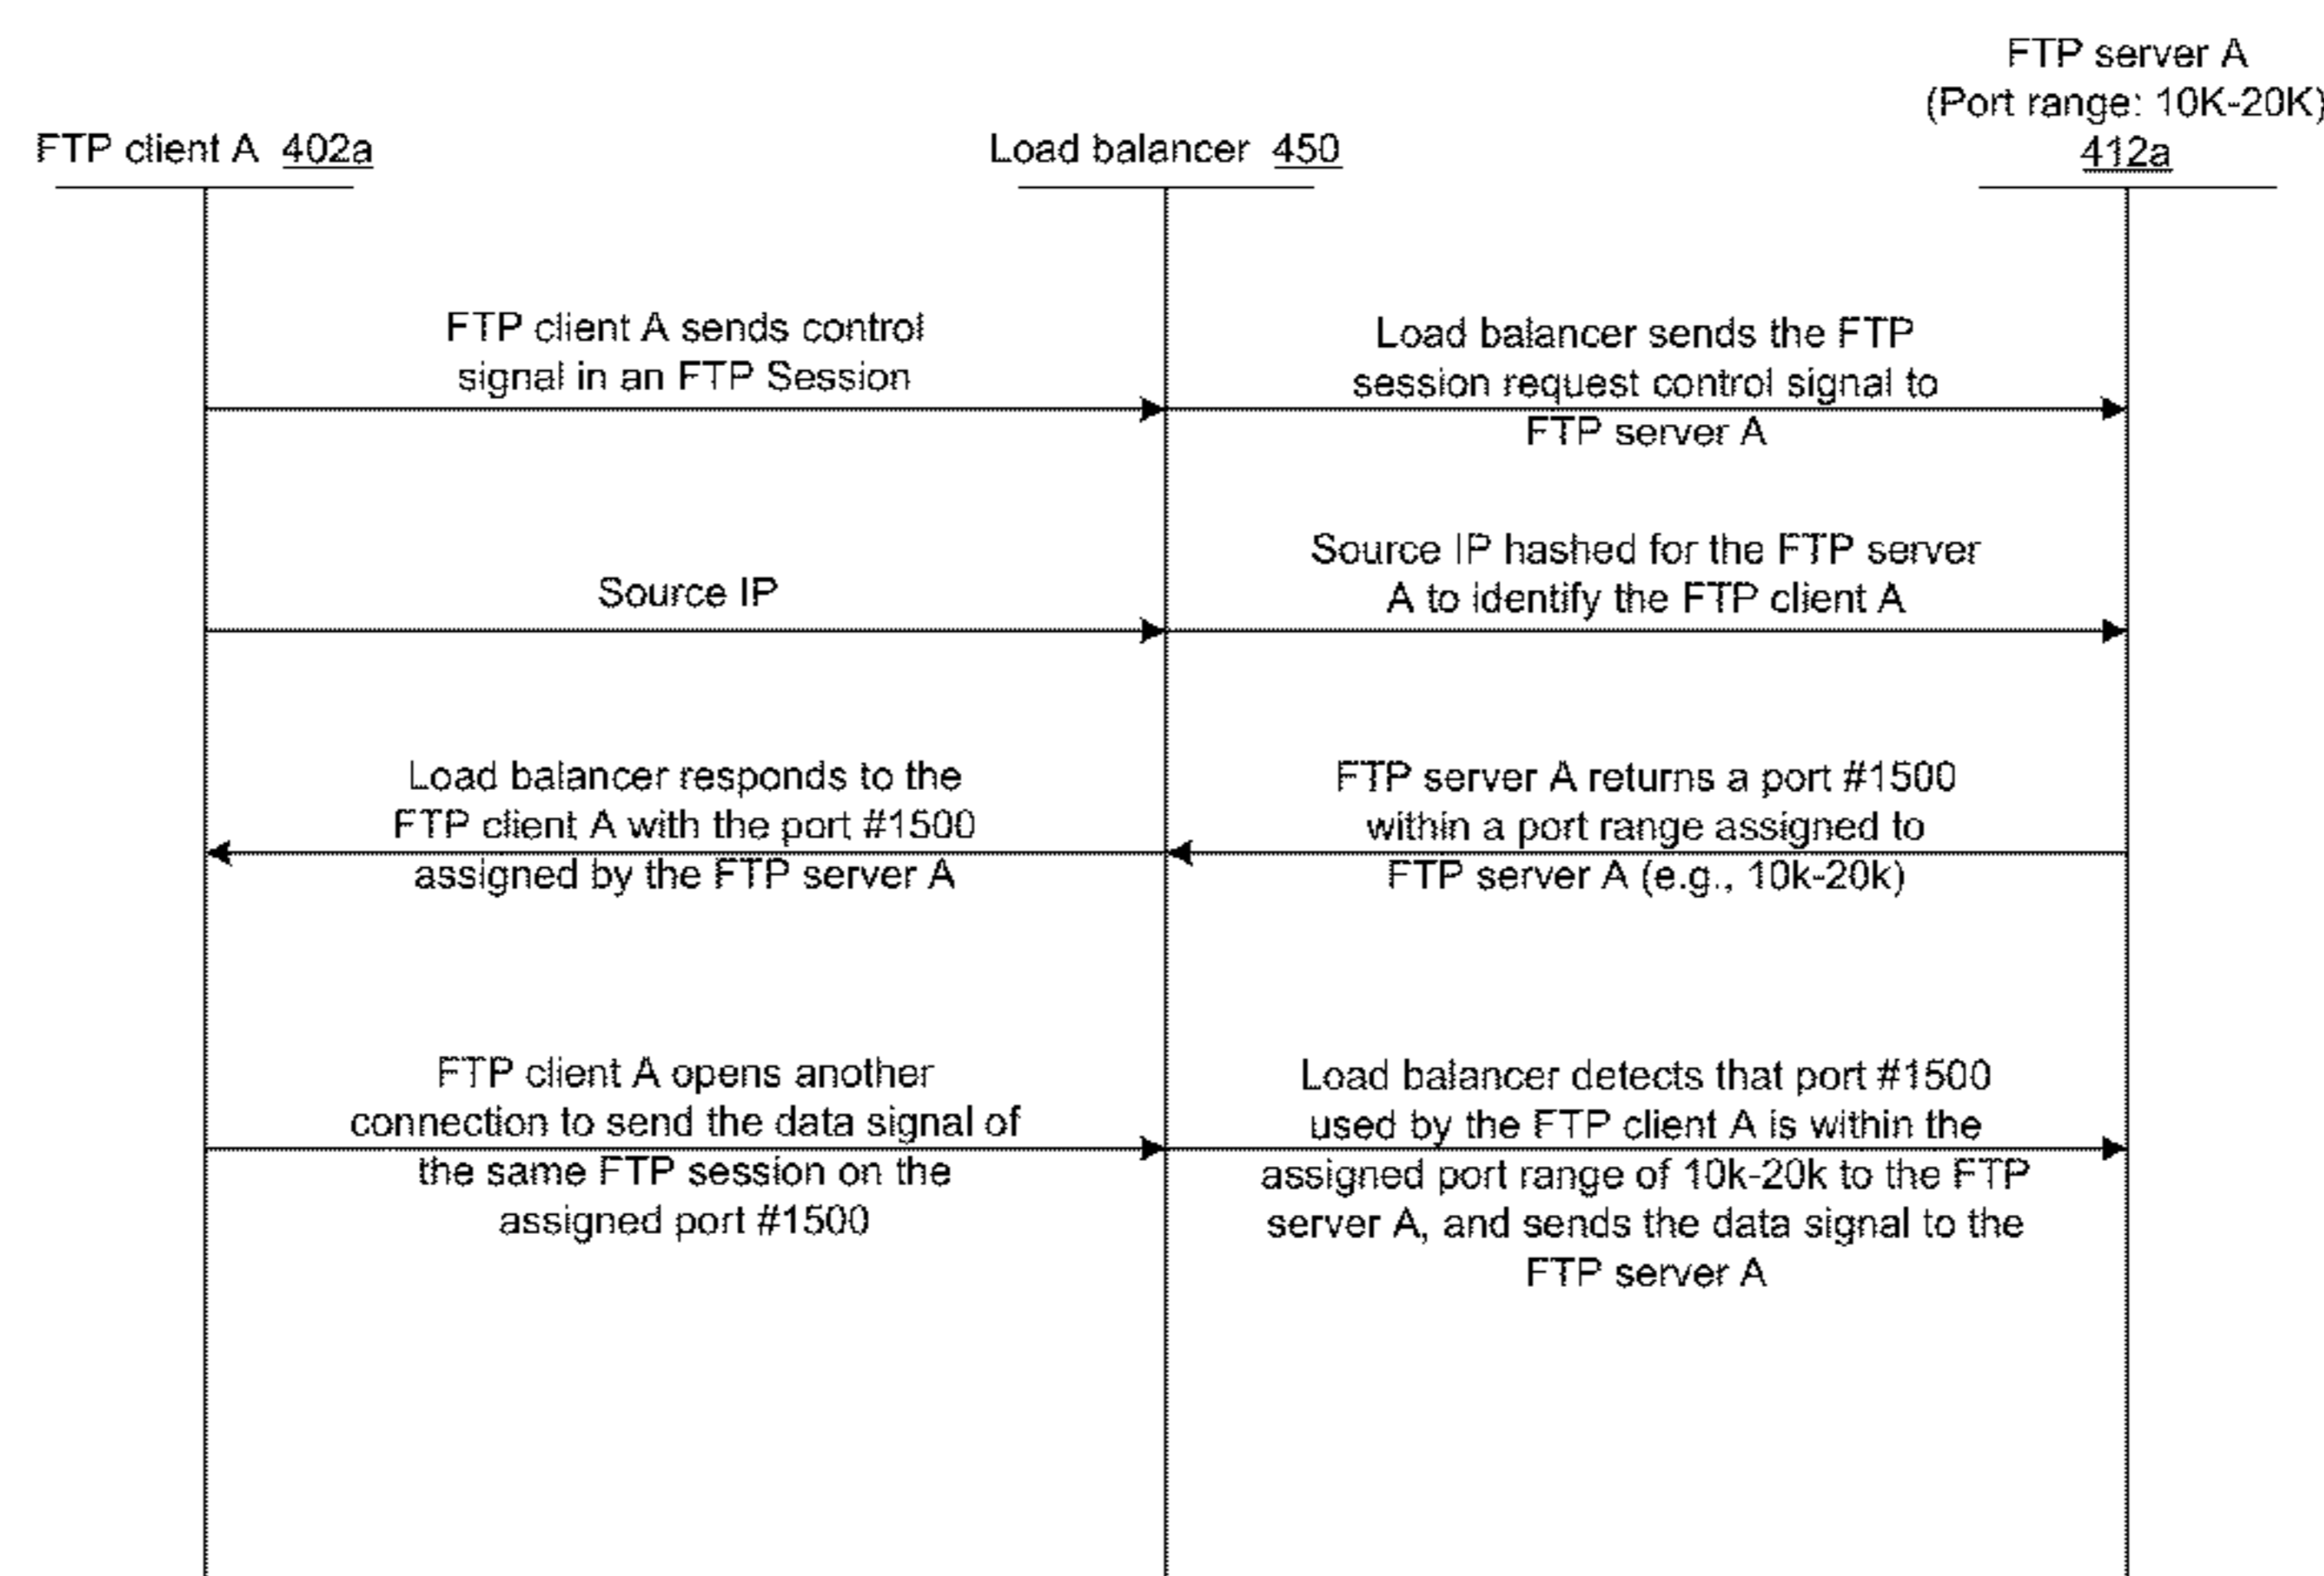 FTP server A
(Port range: 10K-20K)
FTP client A 402a
Load balancer 450
412a
FTP client A sends control
signal in an FTP Session
Load balancer sends the FTP
session request control signal to
FTP server A
Source IP
Source IP hashed for the FTP server
A to identify the FTP client A
Load balancer responds to the
FTP client A with the port #1500
assigned by the FTP server A
FTP server A returns a port #1500
within a port range assigned to
FTP server A (e.g., 10k-20k)
FTP client A opens another
connection to send the data signal of
the same FTP session on the
assigned port #1500
Load balancer detects that port #1500
used by the FTP client A is within the
assigned port range of 10k-20k to the FTP
server A, and sends the data signal to the
FTP server A